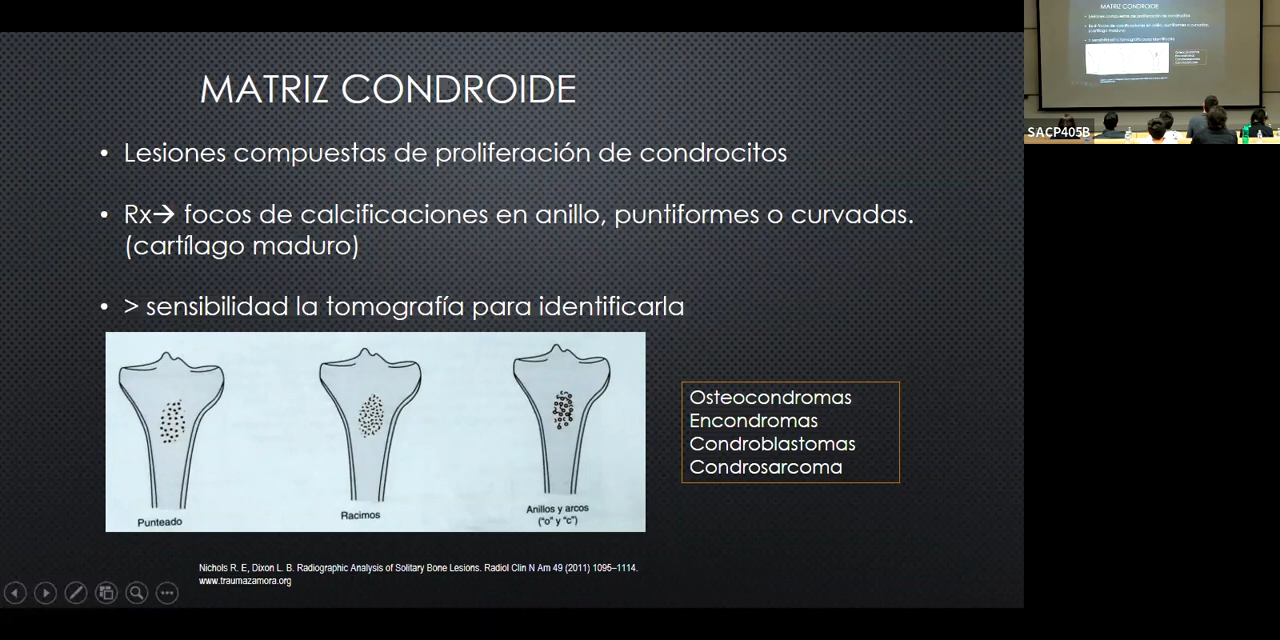 MATRIZ CONDROIDE
• Lesiones compuestas de proliferación de condrocitos
• Rx→ focos de calcificaciones en anillo, puntiformes o curvadas.
(cartílago maduro)
• > sensibilidad la tomografía para identificarla
Punteado
Racimos
Anillos y arcos
("o" y "c")
Osteocondromas
Encondromas
Condroblastomas
Condrosarcoma
Nichols R. E, Dixon L. B. Radiographic Analysis of Solitary Bone Lesions. Radiol Clin N Am 49 (2011) 1095–1114.
www.traumazamora.org
MATRIZ CONDROIDE
SACP405B